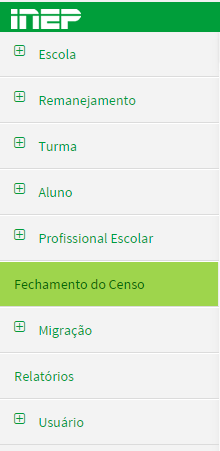 inep
Escola
Remanejamento
Turma
Aluno
Profissional Escolar
Fechamento do Censo
Migração
Relatórios
Usuário